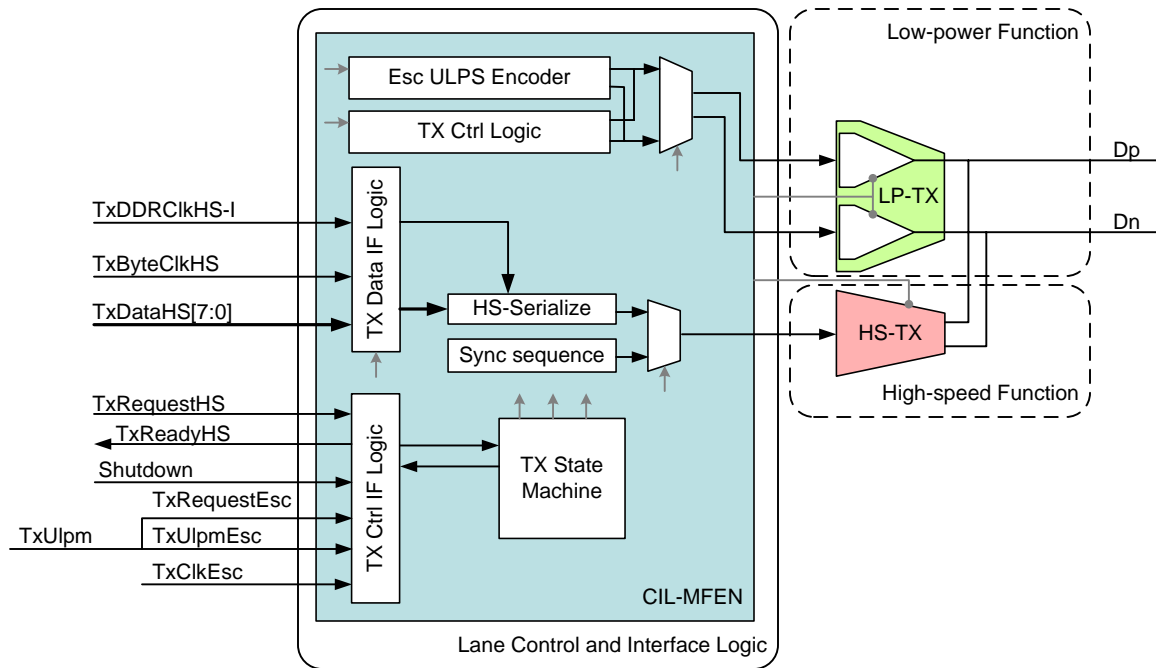 Low-power Function
Esc ULPS Encoder
TX Ctrl Logic
Dp
LP-TX
Dn
TxDDRClkHS-I
TxByteClkHS
TxDataHS[7:0]
TX Data IF Logic
HS-Serialize
Sync sequence
HS-TX
High-speed Function
TxRequestHS
TxReadyHS
Shutdown
TxRequestEsc
TxUlpm
TxUlpmEsc
TxClkEsc
TX Ctrl IF Logic
TX State
Machine
CIL-MFEN
Lane Control and Interface Logic